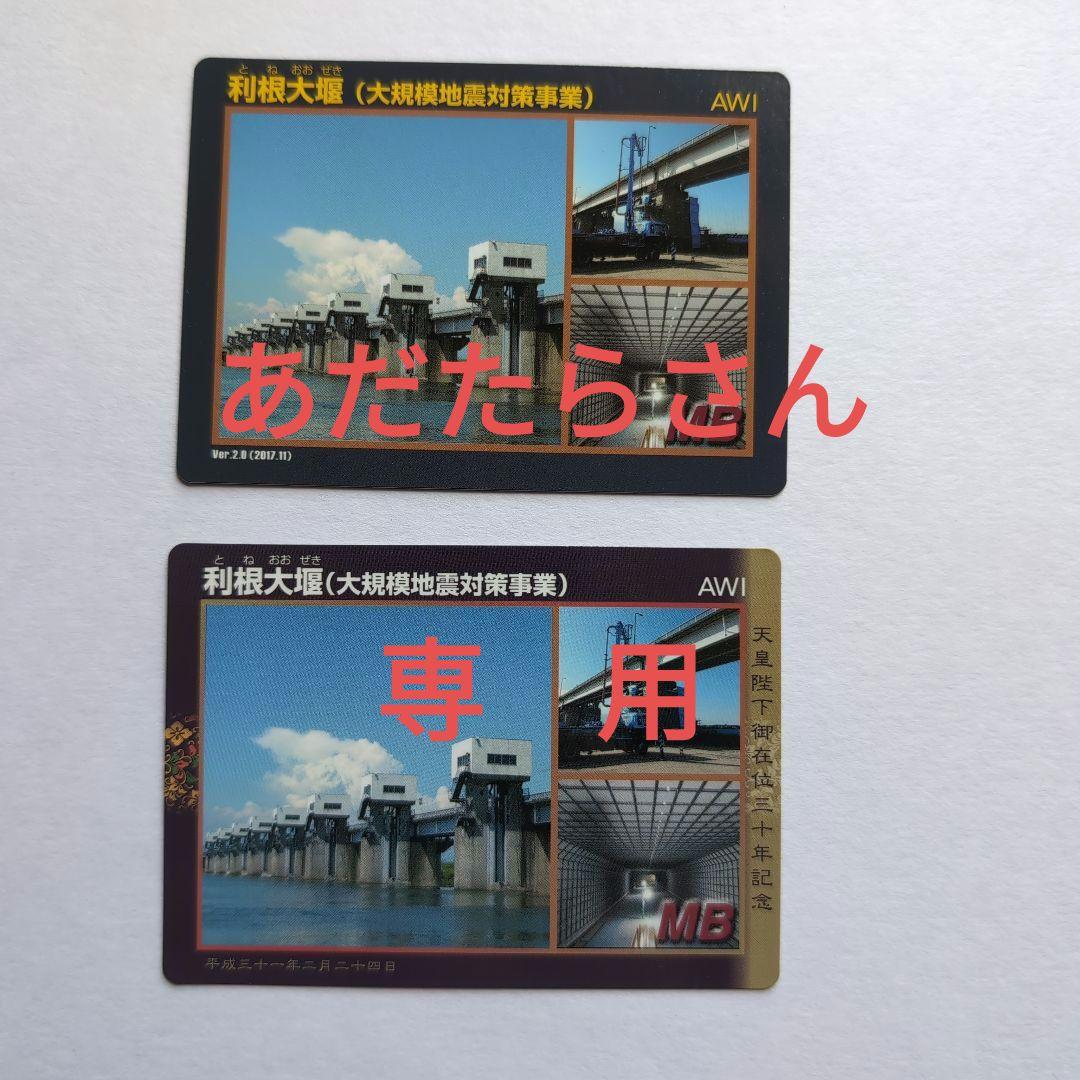 とねおおぜき
利根大堰（大規模地震対策事業） AWI
あだたらさん
MB
Ver.2.0 (2017.11)
とねおおぜき
利根大堰（大規模地震対策事業） AWI
専用
天皇陛下御在位三十年記念
MB
平成三十一年二月二十四日